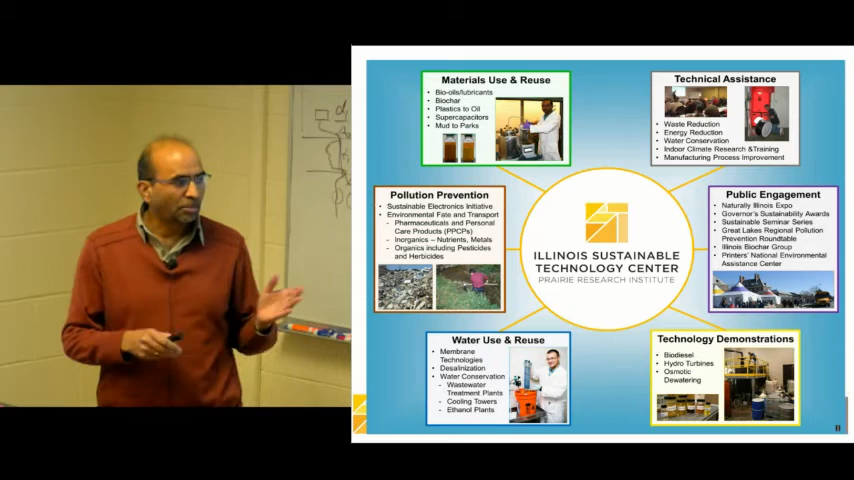 Materials Use & Reuse
• Bio-oils/lubricants
• Biochar
• Plastics to Oil
• Supercapacitors
• Mud to Parks
Technical Assistance
• Waste Reduction
• Energy Reduction
• Water Conservation
• Indoor Climate Research &Training
• Manufacturing Process Improvement
Pollution Prevention
• Sustainable Electronics Initiative
• Environmental Fate and Transport
– Pharmaceuticals and Personal
Care Products (PPCPs)
– Inorganics – Nutrients, Metals
– Organics including Pesticides
and Herbicides
ILLINOIS SUSTAINABLE
TECHNOLOGY CENTER
PRAIRIE RESEARCH INSTITUTE
Public Engagement
• Naturally Illinois Expo
• Governor's Sustainability Awards
• Sustainable Seminar Series
• Great Lakes Regional Pollution
Prevention Roundtable
• Illinois Biochar Group
• Printers' National Environmental
Assistance Center
Water Use & Reuse
• Membrane
Technologies
• Desalinization
• Water Conservation
– Wastewater
Treatment Plants
– Cooling Towers
– Ethanol Plants
Technology Demonstrations
• Biodiesel
• Hydro Turbines
• Osmotic
Dewatering